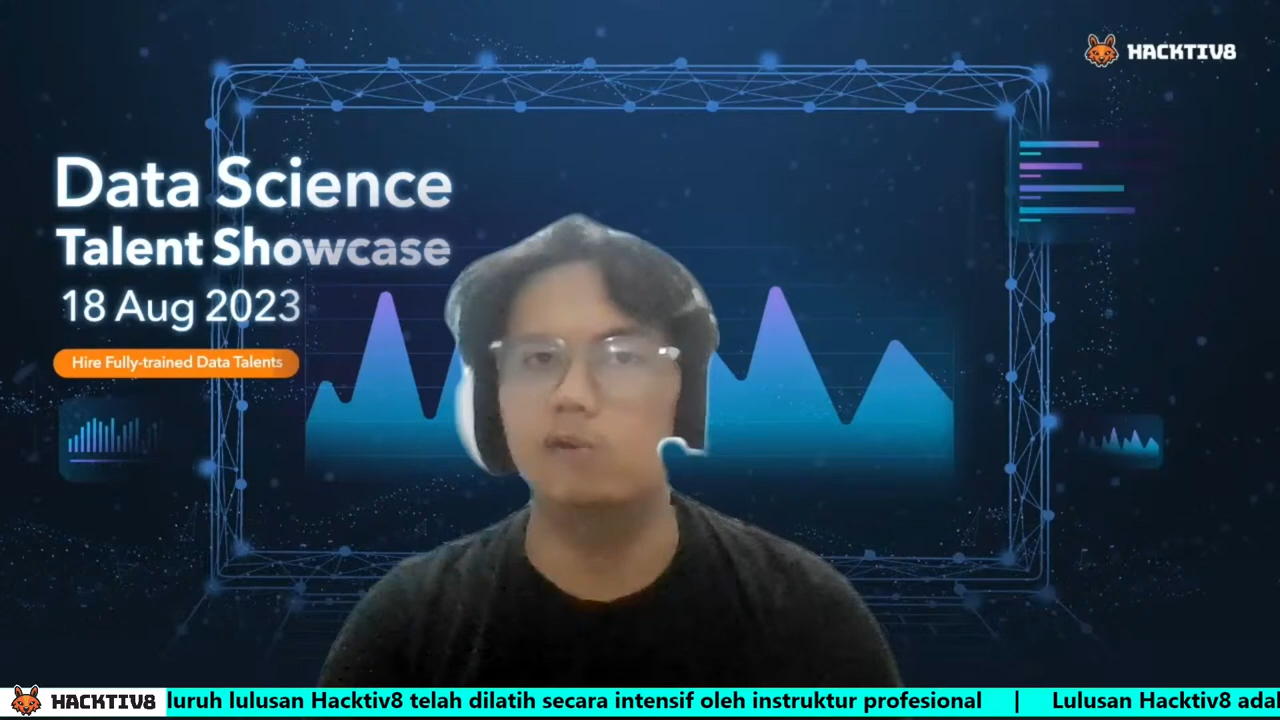 HACKTIV8
Data Science
Talent Showcase
18 Aug 2023
Hire Fully-trained Data Talents
HACKTIV8
luruh lulusan Hacktiv8 telah dilatih secara intensif oleh instruktur profesional | Lulusan Hacktiv8 adal